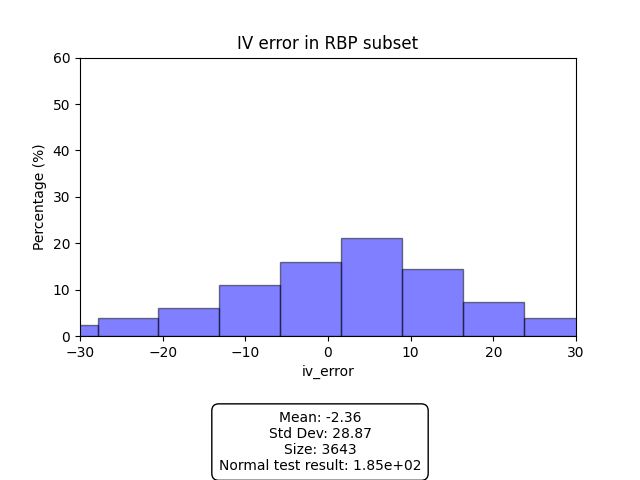 IV error in RBP subset
60
50
40
30
20
10
0
Percentage (%)
−30
−20
−10
0
10
20
30
iv_error
Mean: -2.36
Std Dev: 28.87
Size: 3643
Normal test result: 1.85e+02